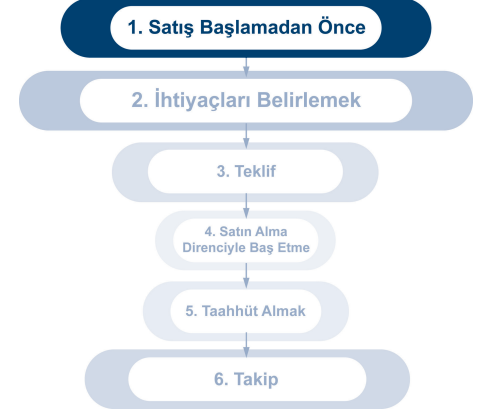 1. Satış Başlamadan Önce
2. İhtiyaçları Belirlemek
3. Teklif
4. Satın Alma
Direnciyle Baş Etme
5. Taahhüt Almak
6. Takip